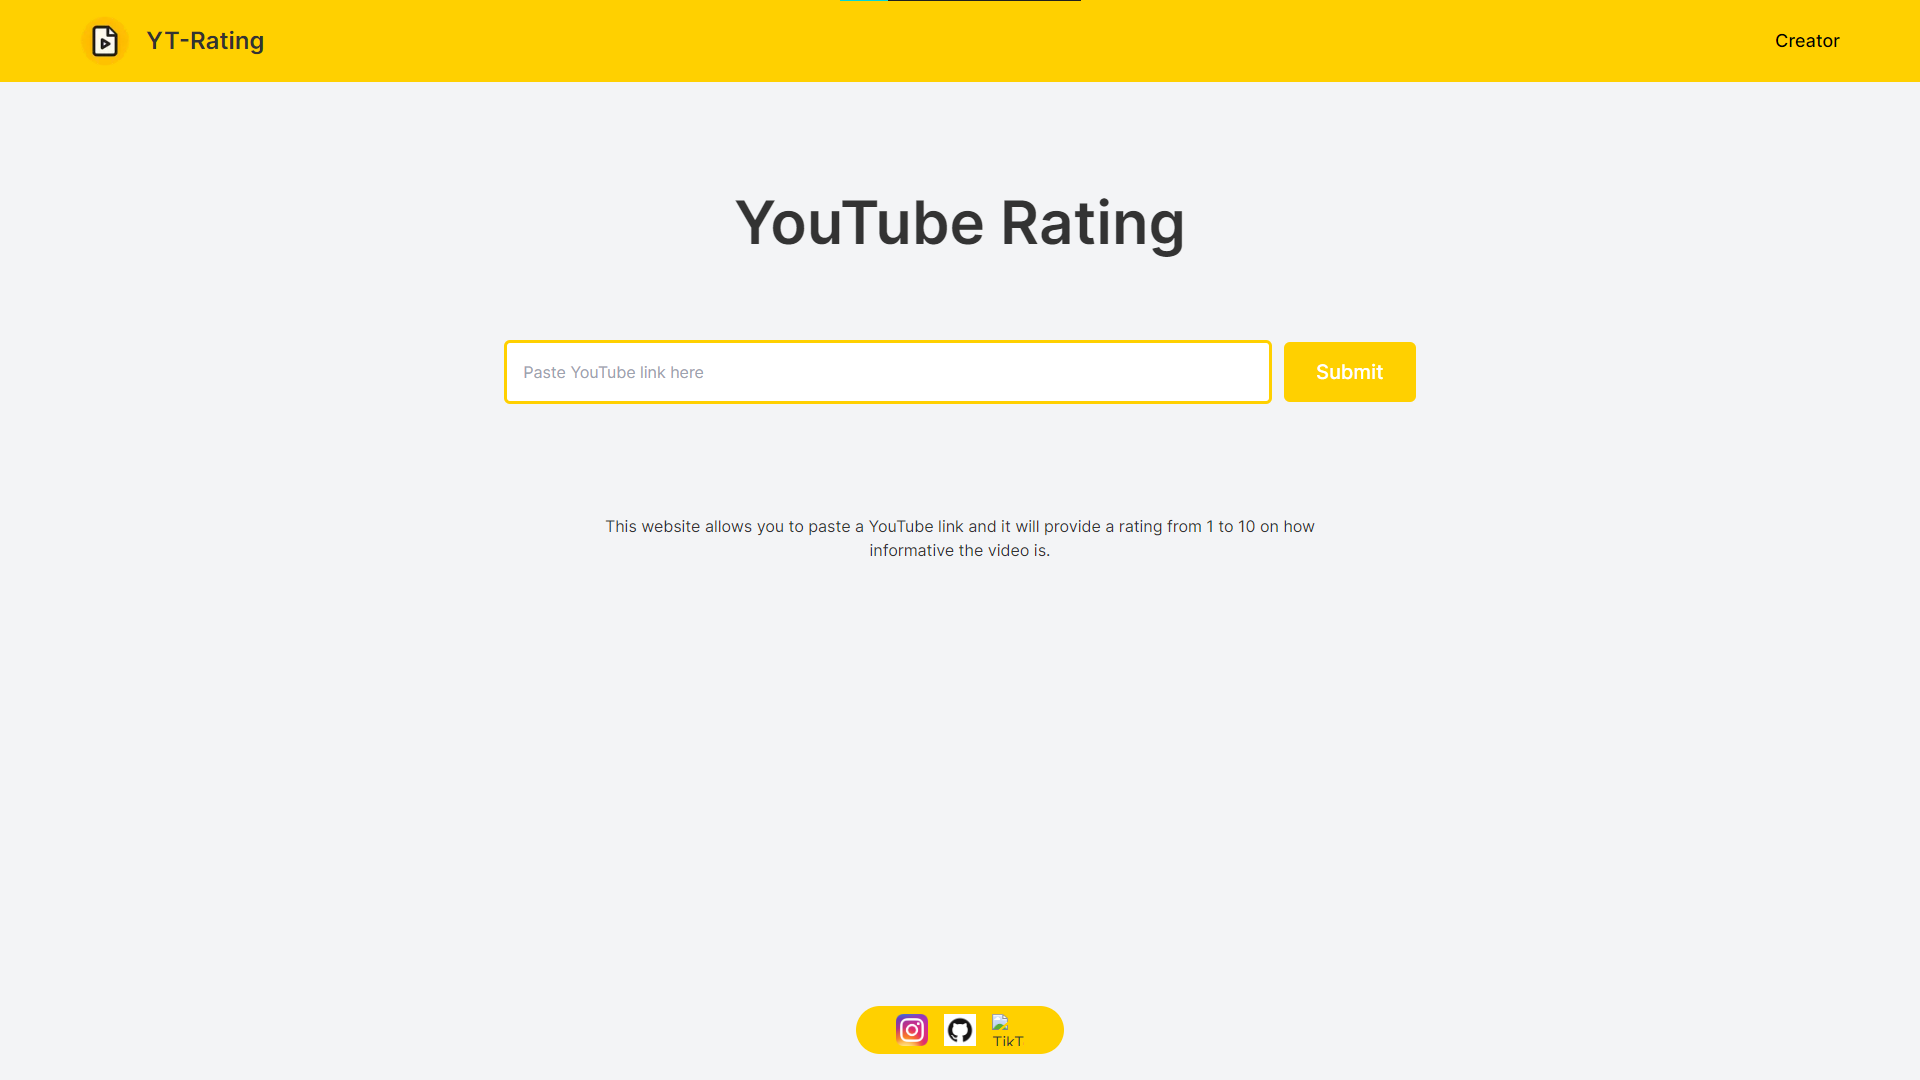 YT-Rating
Creator
YouTube Rating
Paste YouTube link here
Submit
This website allows you to paste a YouTube link and it will provide a rating from 1 to 10 on how
informative the video is.
TikT